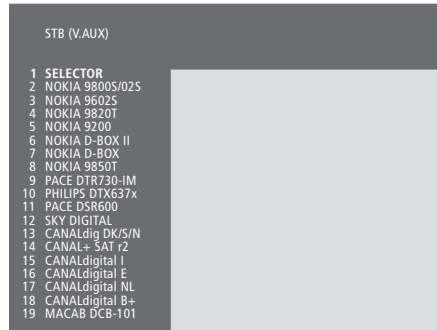 STB (V.AUX)
1 SELECTOR
2 NOKIA 9800S/02S
3 NOKIA 9602S
4 NOKIA 9820T
5 NOKIA 9200
6 NOKIA D-BOX II
7 NOKIA D-BOX
8 NOKIA 9850T
9 PACE DTR730-IM
10 PHILIPS DTX637x
11 PACE DSR600
12 SKY DIGITAL
13 CANALdig DK/S/N
14 CANAL+ SAT r2
15 CANALdigital I
16 CANALdigital E
17 CANALdigital NL
18 CANALdigital B+
19 MACAB DCB-101